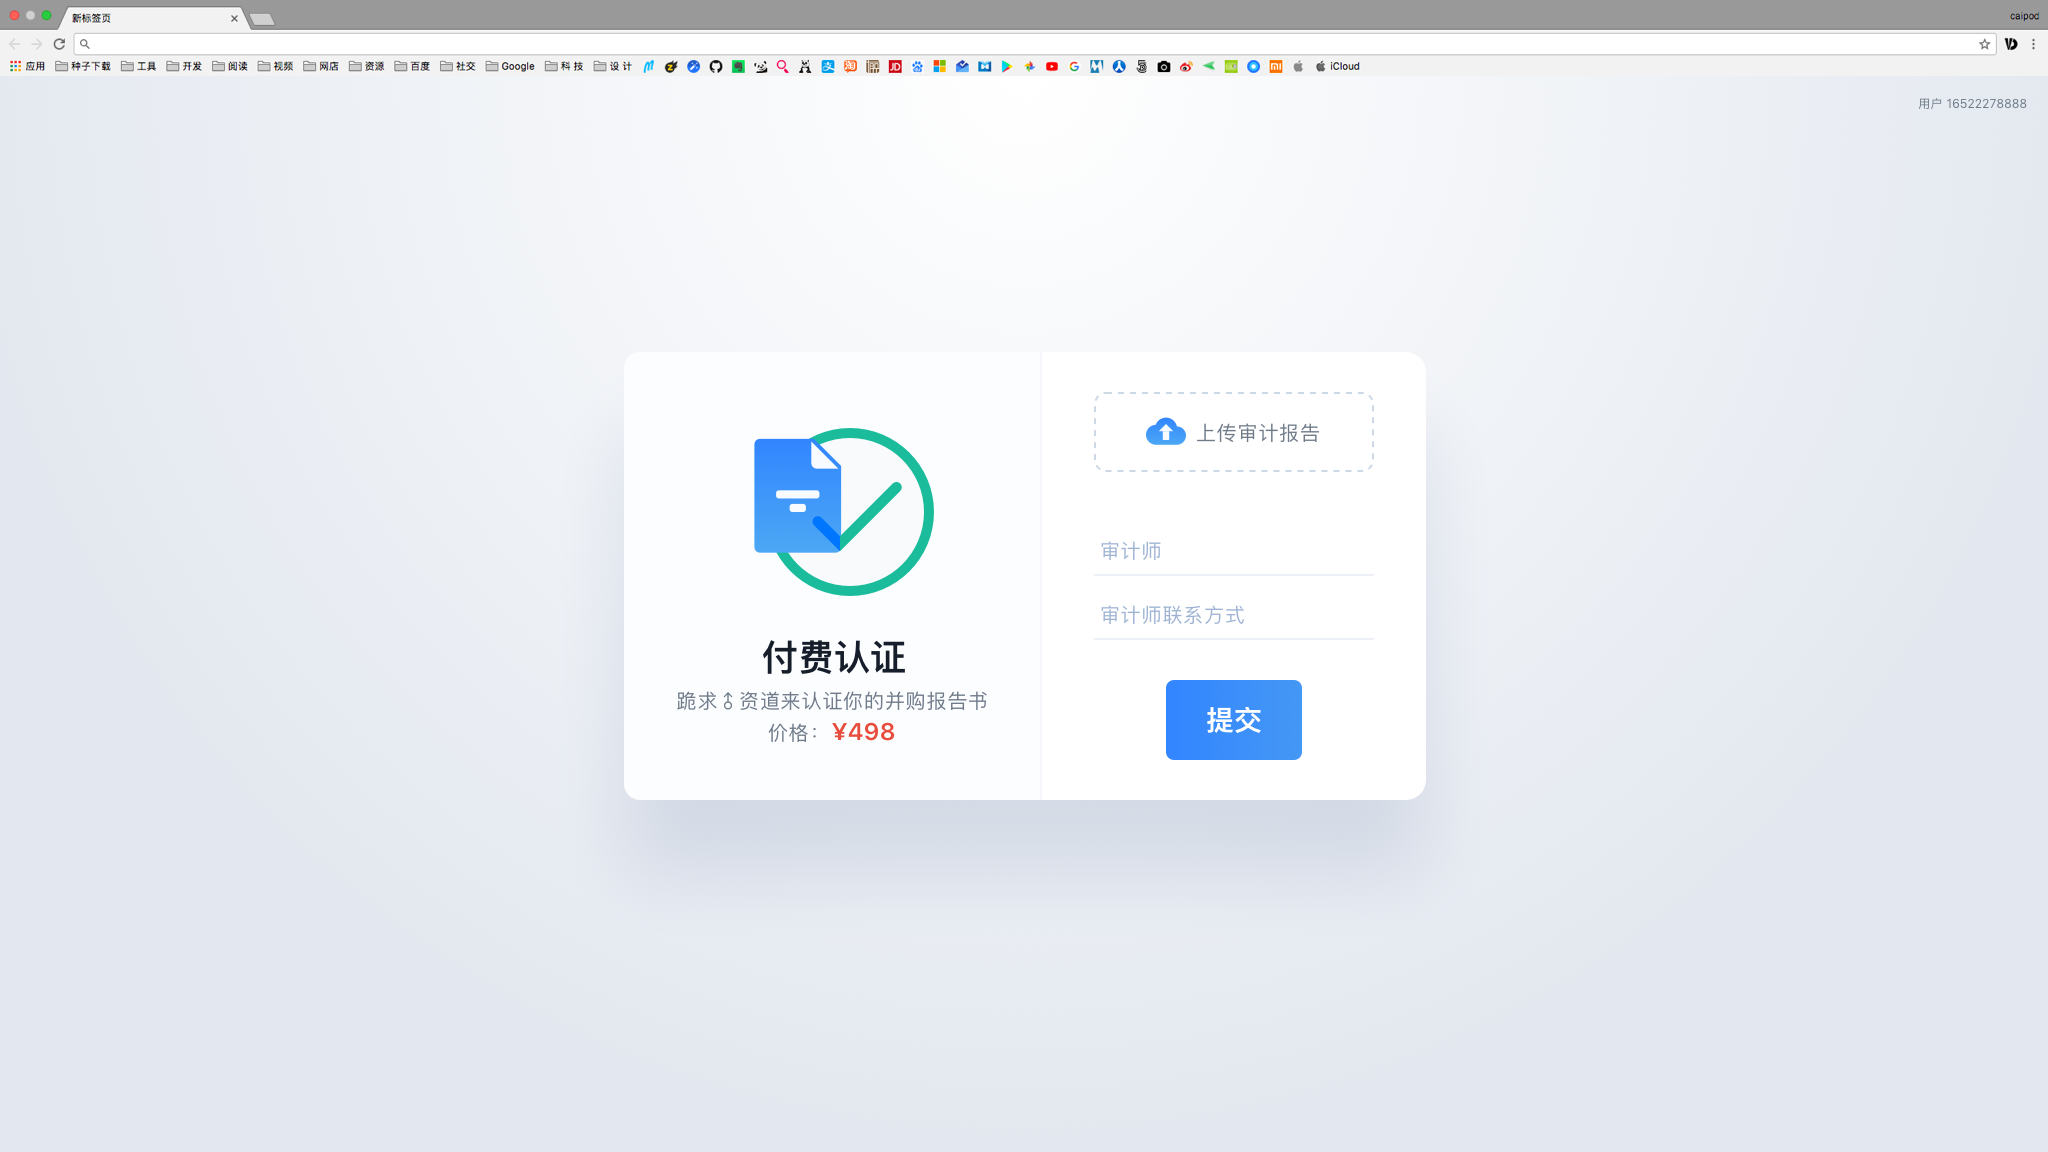 新标签页
caipod
应用 种子下载 工具 开发 阅读 视频 网店 资源 百度 社交 Google 科 技 设 计 iCloud
用户 16522278888
上传审计报告
审计师
审计师联系方式
提交
付费认证
跪求⚨资道来认证你的并购报告书
价格： ¥498